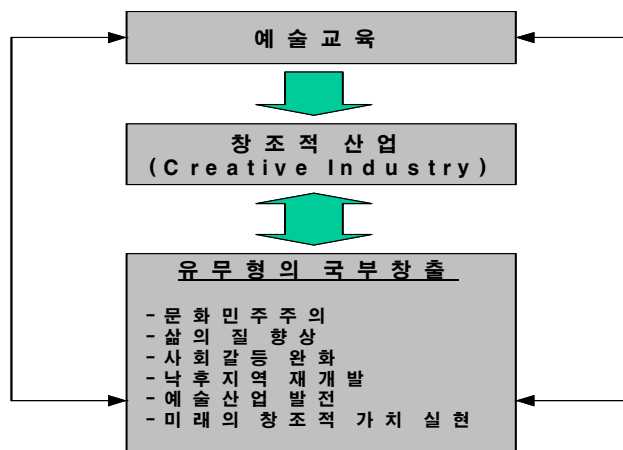 예술교육
창조적 산업
(Creative Industry)
유무형의 국부창출
-문화민주주의
-삶의 질 향상
-사회갈등 완화
-낙후지역 재개발
-예술산업 발전
-미래의 창조적 가치 실현